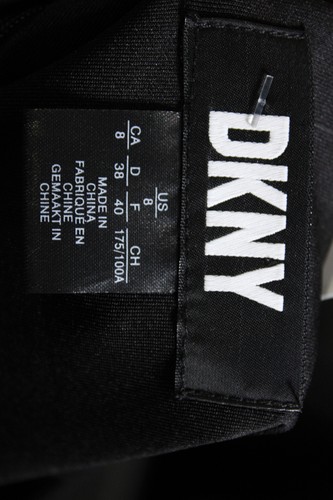 DKNY
US
8
CA D F CH
8 38 40 175/100A
MADE IN
CHINA
FABRIQUE EN
CHINE
GEMAAKT IN
CHINE